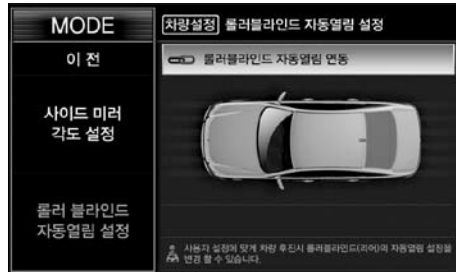 MODE
이 전
사이드 미러
각도 설정
롤러 블라인드
자동열림 설정
차량설정 롤러블라인드 자동열림 설정
롤러블라인드 자동열림 연동
사용자 설정에 맞게 차량 후진시 롤러블라인드(리어)의 자동열림 설정을
변경 할 수 있습니다.